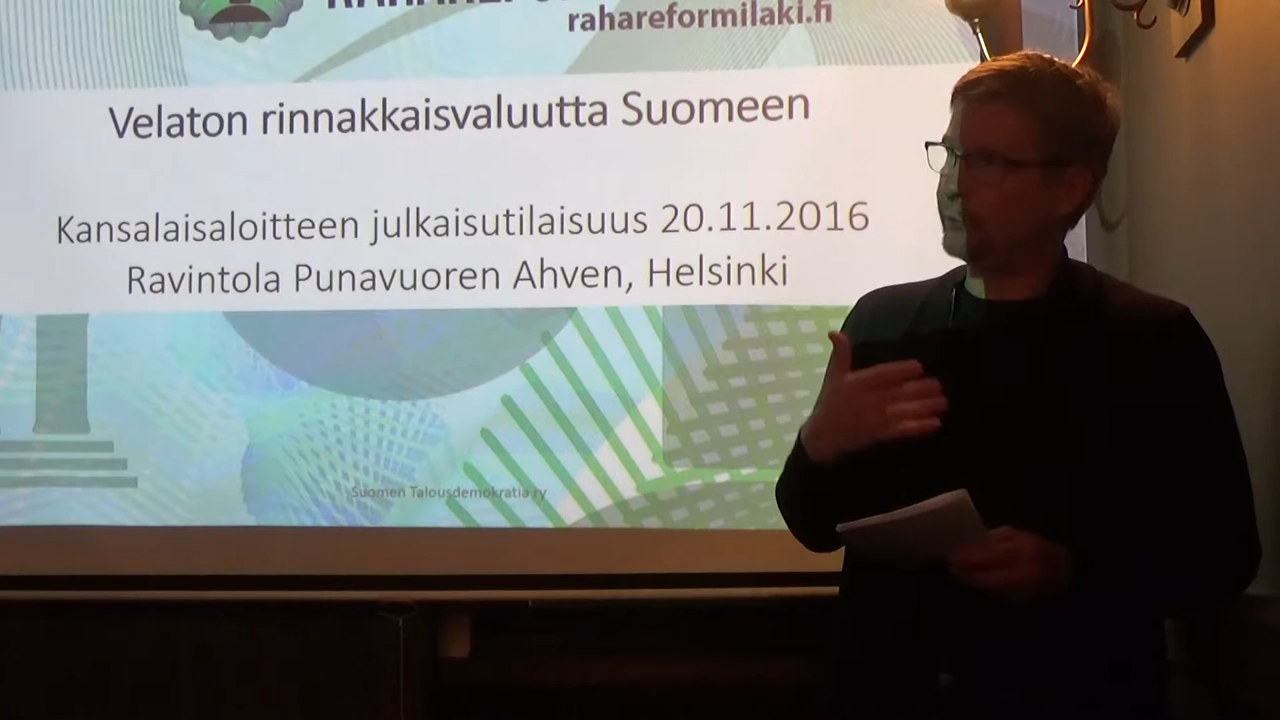 rahareformilaki.fi
Velaton rinnakkaisvaluutta Suomeen
Kansalaisaloitteen julkaisutilaisuus 20.11.2016
Ravintola Punavuoren Ahven, Helsinki
Suomen Talousdemokratia ry